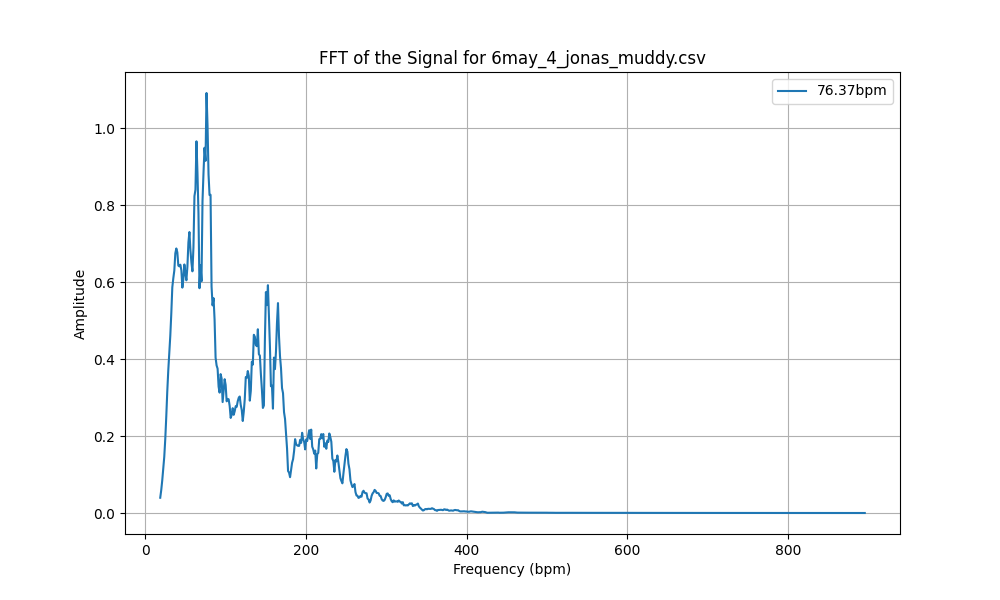 FFT of the Signal for 6may_4_jonas_muddy.csv
76.37bpm
1.0
0.8
0.6
0.4
0.2
0.0
Amplitude
0 200 400 600 800
Frequency (bpm)